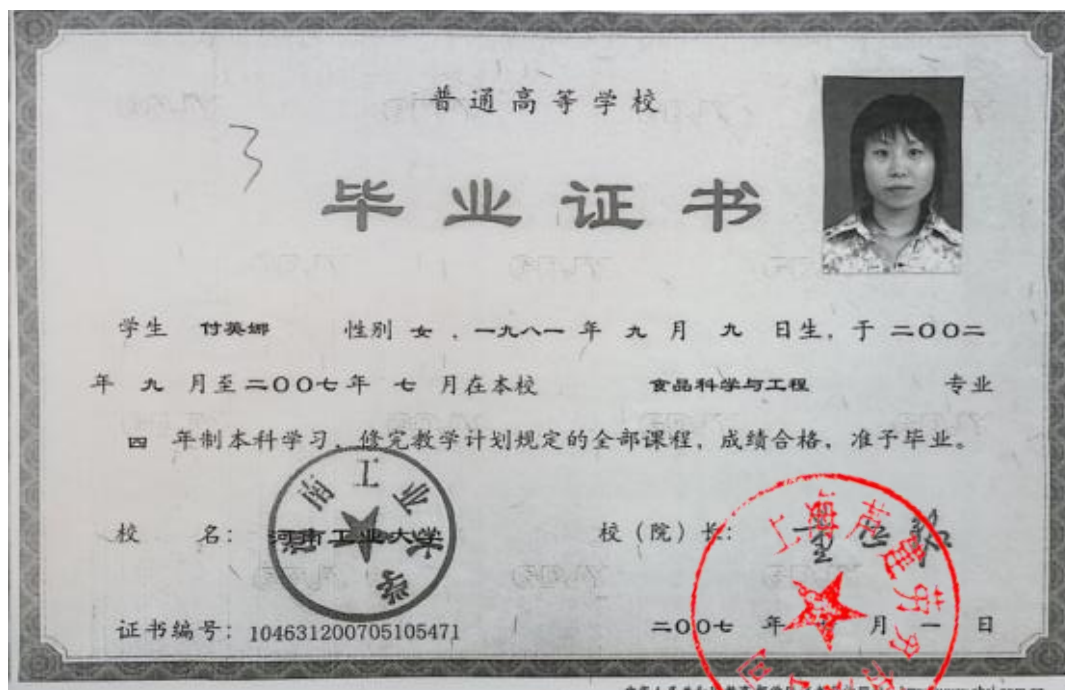 普通高等学校
3
毕业证书
学生 付英娜 性别 女 , 一九八一 年 九 月 九 日生, 于 二〇〇二
年 九 月至 二〇〇七 年 七 月在本校 食品科学与工程 专业
四 年制本科学习、修完教学计划规定的全部课程, 成绩合格, 准予毕业。
校 名: 河南工业大学 校(院)长:
证书编号: 104631200705105471 二〇〇七 年 月 一 日